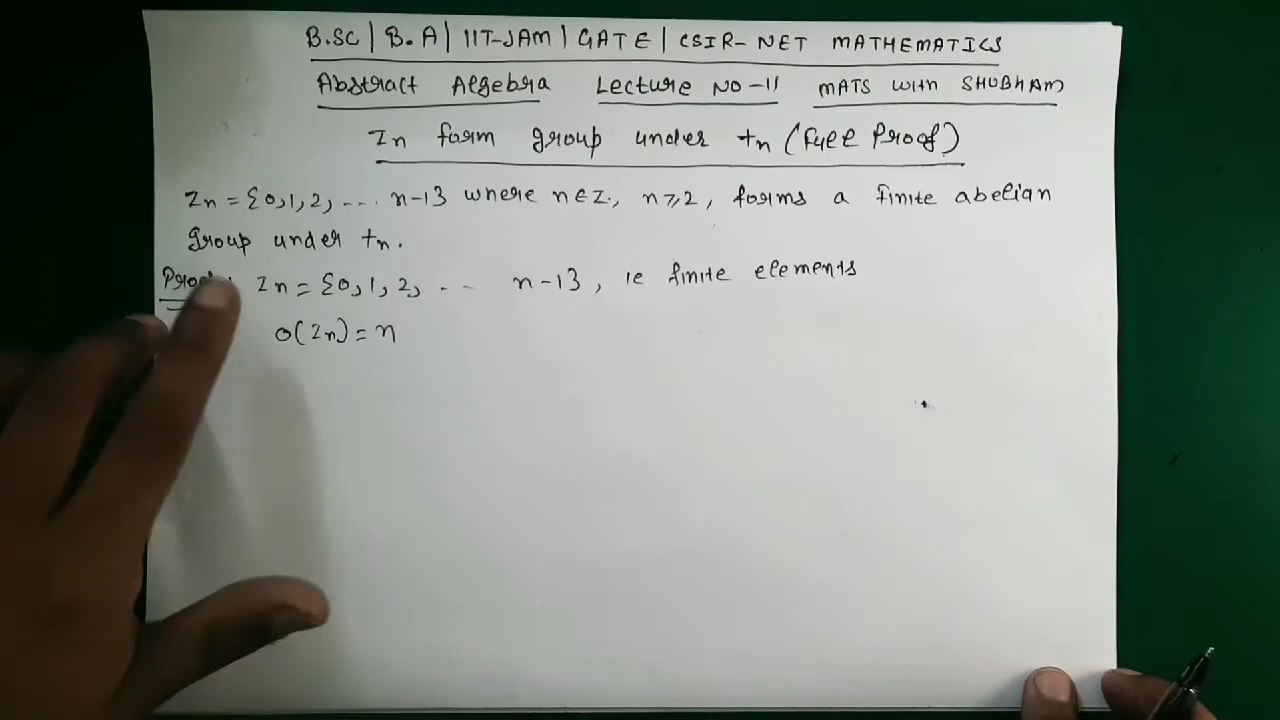 B.SC | B.A | IIT-JAM | GATE | CSIR-NET MATHEMATICS
Abstract Algebra Lecture NO-11 MATS with SHUBHAM
Zn form group under +n (Full Proof)
Zn = {0,1,2,... n-1} where n∈Z, n≥2, forms a finite abelian
group under +n.
Proof: Zn = {0,1,2, .. n-1}, ie finite elements
O(Zn) = n